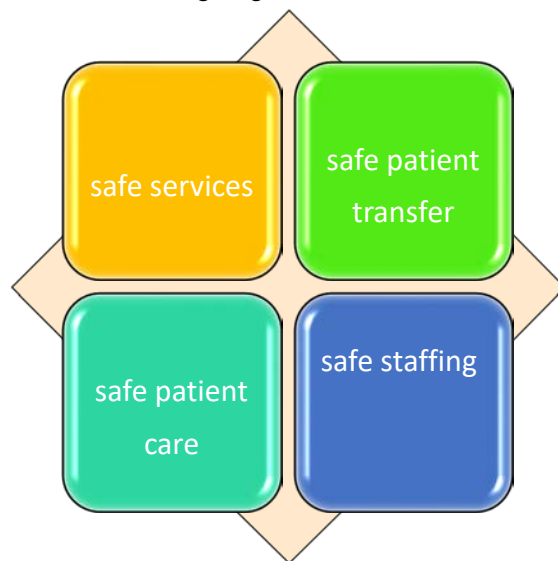 safe services
safe patient
transfer
safe patient
care
safe staffing